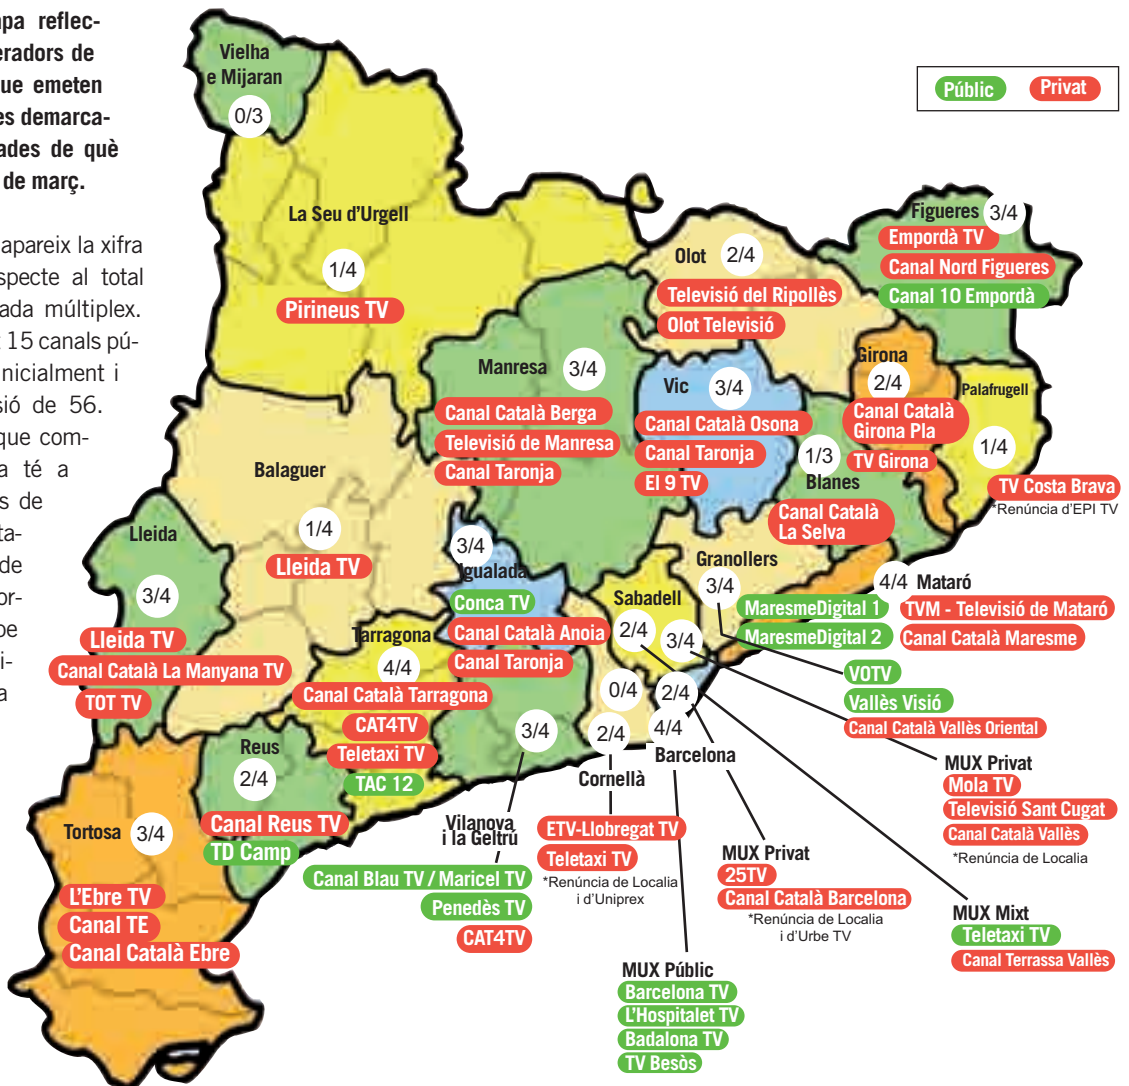 pa reflec-
eradors de
ue emeten
es demarca-
ades de què
de març.
apareix la xifra
specte al total
ada múltiplex.
15 canals pú-
nicialment i
sió de 56.
que com-
a té a
s de
ta-
de
or-
pe
i-
a
Públic Privat
Vielha
e Mijaran
0/3
La Seu d'Urgell
1/4
Pirineus TV
Olot 2/4
Televisió del Ripollès
Olot Televisió
Figueres 3/4
Empordà TV
Canal Nord Figueres
Canal 10 Empordà
Manresa 3/4
Canal Català Berga
Televisió de Manresa
Canal Taronja
Vic 3/4
Canal Català Osona
Canal Taronja
El 9 TV
Girona
2/4
Canal Català
Girona Pla
TV Girona
Palafrugell
1/4
TV Costa Brava
*Renúncia d'EPI TV
1/3
Blanes
Canal Català
La Selva
Balaguer
1/4
Lleida TV
Lleida
3/4
Lleida TV
Canal Català La Manyana TV
TOT TV
3/4
Igualada
Conca TV
Canal Català Anoia
Canal Taronja
Granollers
3/4
VOTV
Vallès Visió
Canal Català Vallès Oriental
4/4 Mataró
MaresmeDigital 1
MaresmeDigital 2
TVM - Televisió de Mataró
Canal Català Maresme
Sabadell
2/4
3/4
Tarragona
4/4
Canal Català Tarragona
CAT4TV
Teletaxi TV
TAC 12
Reus
2/4
Canal Reus TV
TD Camp
Tortosa 3/4
L'Ebre TV
Canal TE
Canal Català Ebre
3/4
Vilanova
i la Geltrú
Canal Blau TV / Maricel TV
Penedès TV
CAT4TV
0/4
2/4
Cornellà
ETV-Llobregat TV
Teletaxi TV
*Renúncia de Localia
i d'Uniprex
2/4
4/4
Barcelona
MUX Privat
25TV
Canal Català Barcelona
*Renúncia de Localia
i d'Urbe TV
MUX Públic
Barcelona TV
L'Hospitalet TV
Badalona TV
TV Besòs
MUX Privat
Mola TV
Televisió Sant Cugat
Canal Català Vallès
*Renúncia de Localia
MUX Mixt
Teletaxi TV
Canal Terrassa Vallès